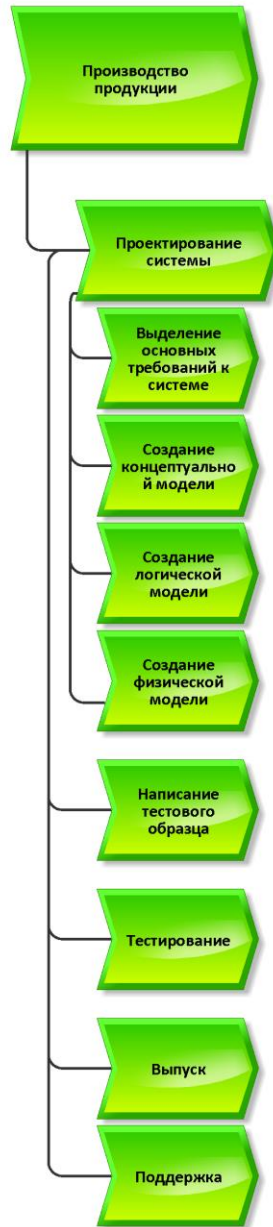 Производство
продукции
Проектирование
системы
Выделение
основных
требований к
системе
Создание
концептуально
й модели
Создание
логической
модели
Создание
физической
модели
Написание
тестового
образца
Тестирование
Выпуск
Поддержка